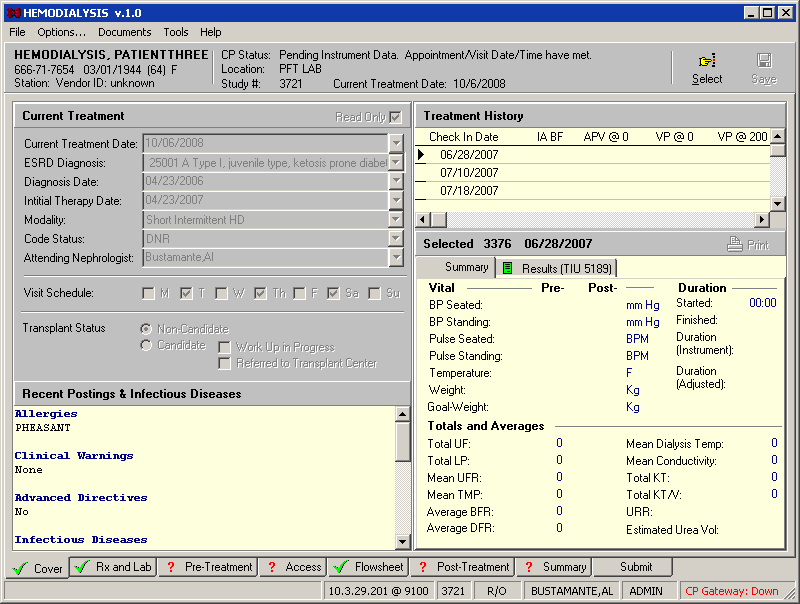 HEMODIALYSIS v.1.0
File Options... Documents Tools Help
HEMODIALYSIS, PATIENTTHREE
666-71-7654 03/01/1944 (64) F
Station: Vendor ID: unknown
CP Status: Pending Instrument Data. Appointment/Visit Date/Time have met.
Location: PFT LAB
Study #: 3721 Current Treatment Date: 10/6/2008
Select
Save
Current Treatment
Read Only
Current Treatment Date: 10/06/2008
ESRD Diagnosis: 25001 A Type I, juvenile type, ketosis prone diabet
Diagnosis Date: 04/23/2006
Intitial Therapy Date: 04/23/2007
Modality: Short Intermittent HD
Code Status: DNR
Attending Nephrologist: Bustamante,Al
Visit Schedule: M T W Th F Sa Su
Transplant Status
Non-Candidate
Candidate
Work Up in Progress
Referred to Transplant Center
Recent Postings & Infectious Diseases
Allergies
PHEASANT
Clinical Warnings
None
Advanced Directives
No
Infectious Diseases
Treatment History
Check In Date IA BF APV @ 0 VP @ 0 VP @ 200
06/28/2007
07/10/2007
07/18/2007
Selected 3376 06/28/2007
Print
Summary
Results (TIU 5189)
Vital Pre- Post- Duration
BP Seated: mm Hg
BP Standing: mm Hg
Pulse Seated: BPM
Pulse Standing: BPM
Temperature: F
Weight: Kg
Goal-Weight: Kg
Started: 00:00
Finished:
Duration
(Instrument):
Duration
(Adjusted):
Totals and Averages
Total UF: 0
Total LP: 0
Mean UFR: 0
Mean TMP: 0
Average BFR: 0
Average DFR: 0
Mean Dialysis Temp: 0
Mean Conductivity: 0
Total KT: 0
Total KT/V: 0
URR:
Estimated Urea Vol:
Cover
Rx and Lab
? Pre-Treatment
? Access
Flowsheet
? Post-Treatment
? Summary
Submit
10.3.29.201 @ 9100
3721
R/O
BUSTAMANTE,AL
ADMIN
CP Gateway: Down